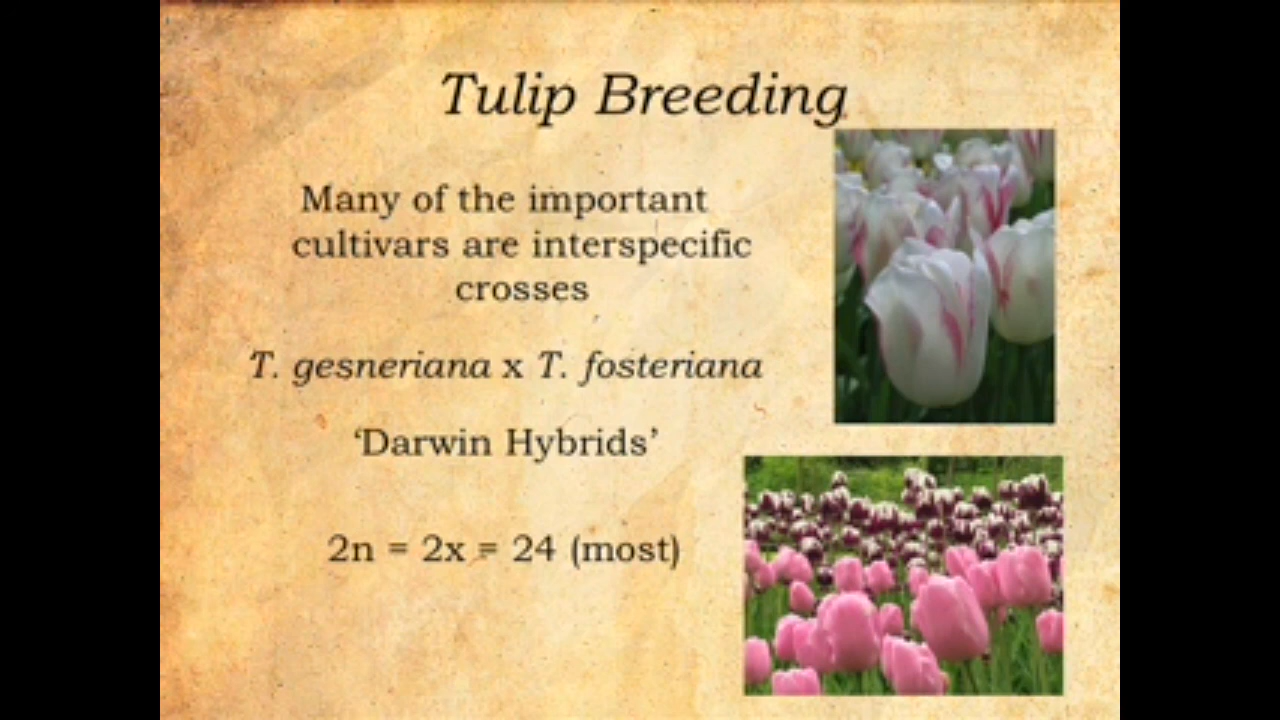 Tulip Breeding
Many of the important
cultivars are interspecific
crosses
T. gesneriana x T. fosteriana
‘Darwin Hybrids’
2n = 2x = 24 (most)